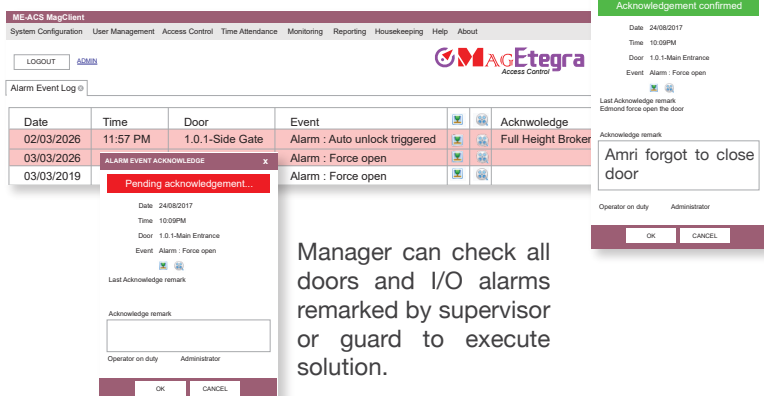 ME-ACS MagClient
System Configuration User Management Access Control Time Attendance Monitoring Reporting Housekeeping Help About
LOGOUT ADMIN
MAGEtegra
Access Control
Alarm Event Log
Date Time Door Event Acknwoledge
02/03/2026 11:57 PM 1.0.1-Side Gate Alarm : Auto unlock triggered Full Height Broker
03/03/2026 Alarm : Force open
03/03/2019 Alarm : Force open
ALARM EVENT ACKNOWLEDGE X
Pending acknowledgement...
Date 24/08/2017
Time 10:09PM
Door 1.0.1-Main Entrance
Event Alarm : Force open
Last Acknowledge remark
Acknowledge remark
Operator on duty Administrator
OK CANCEL
Manager can check all
doors and I/O alarms
remarked by supervisor
or guard to execute
solution.
Acknowledgement confirmed
Date 24/08/2017
Time 10:09PM
Door 1.0.1-Main Entrance
Event Alarm : Force open
Last Acknowledge remark
Edmond force open the door
Acknowledge remark
Amri forgot to close
door
Operator on duty Administrator
OK CANCEL